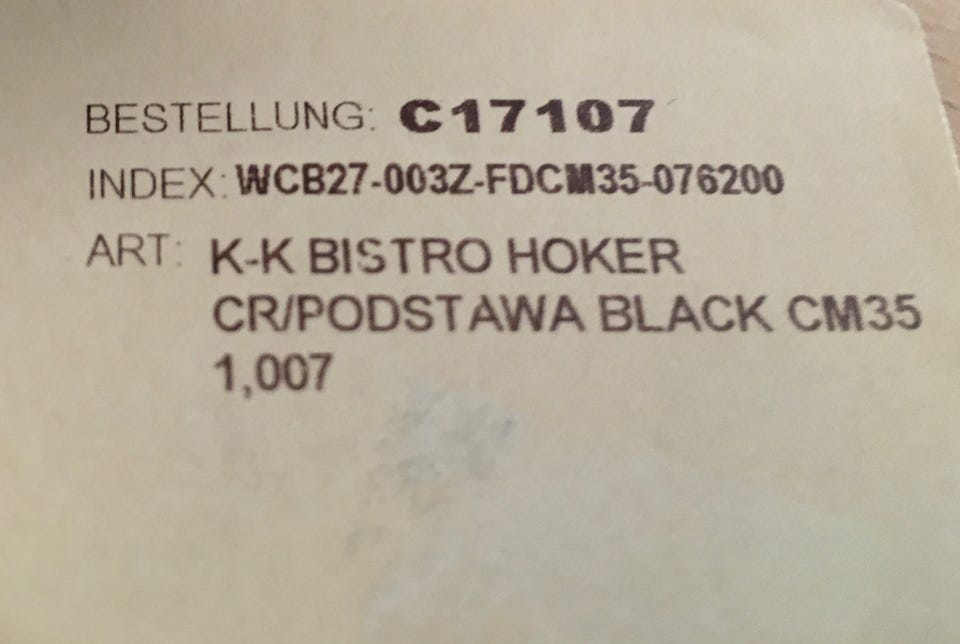 BESTELLUNG: C17107
INDEX: WCB27-003Z-FDCM35-076200
ART: K-K BISTRO HOKER
CR/PODSTAWA BLACK CM35
1,007